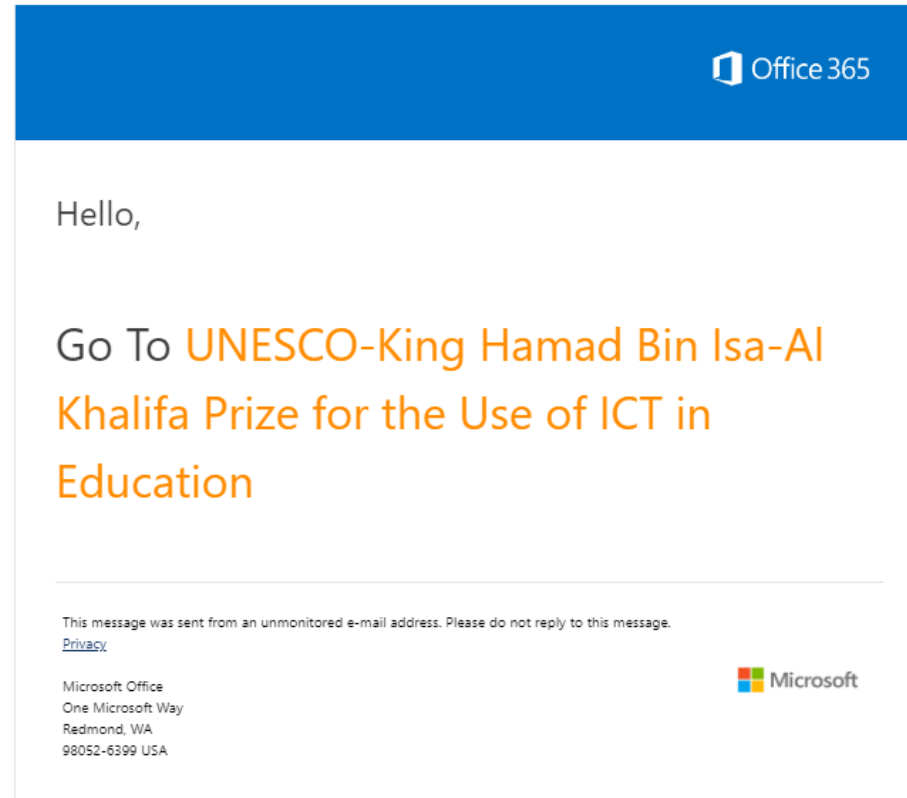 Office 365
Hello,
Go To UNESCO-King Hamad Bin Isa-Al
Khalifa Prize for the Use of ICT in
Education
This message was sent from an unmonitored e-mail address. Please do not reply to this message.
Privacy
Microsoft Office
One Microsoft Way
Redmond, WA
98052-6399 USA
Microsoft